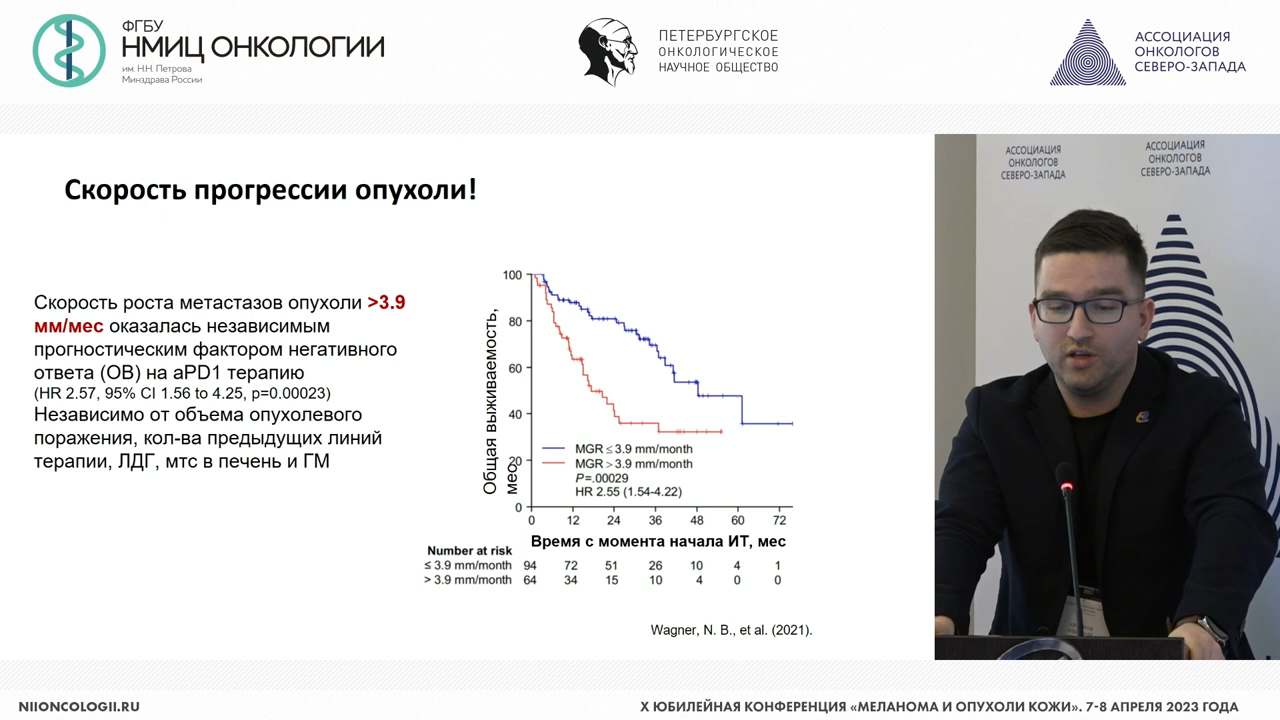 ФГБУ
НМИЦ ОНКОЛОГИИ
им. Н.Н. Петрова
Минздрава России
ПЕТЕРБУРГСКОЕ
ОНКОЛОГИЧЕСКОЕ
НАУЧНОЕ ОБЩЕСТВО
АССОЦИАЦИЯ
ОНКОЛОГОВ
СЕВЕРО-ЗАПАДА
Скорость прогрессии опухоли!
Скорость роста метастазов опухоли >3.9
мм/мес оказалась независимым
прогностическим фактором негативного
ответа (ОВ) на aPD1 терапию
(HR 2.57, 95% CI 1.56 to 4.25, p=0.00023)
Независимо от объема опухолевого
поражения, кол-ва предыдущих линий
терапии, ЛДГ, мтс в печень и ГМ
Общая выживаемость,
мес
100
80
60
40
20
0
MGR ≤ 3.9 mm/month
MGR > 3.9 mm/month
P=.00029
HR 2.55 (1.54-4.22)
0 12 24 36 48 60 72
Время с момента начала ИТ, мес
Number at risk
≤ 3.9 mm/month 94 72 51 26 10 4 1
> 3.9 mm/month 64 34 15 10 4 0 0
Wagner, N. B., et al. (2021).
АССОЦИАЦИЯ
ОНКОЛОГОВ
СЕВЕРО-ЗАПАДА
АССОЦИАЦИЯ
ОНКОЛОГОВ
СЕВЕРО-ЗАПАДА
NIIONCOLOGII.RU
X ЮБИЛЕЙНАЯ КОНФЕРЕНЦИЯ «МЕЛАНОМА И ОПУХОЛИ КОЖИ». 7-8 АПРЕЛЯ 2023 ГОДА